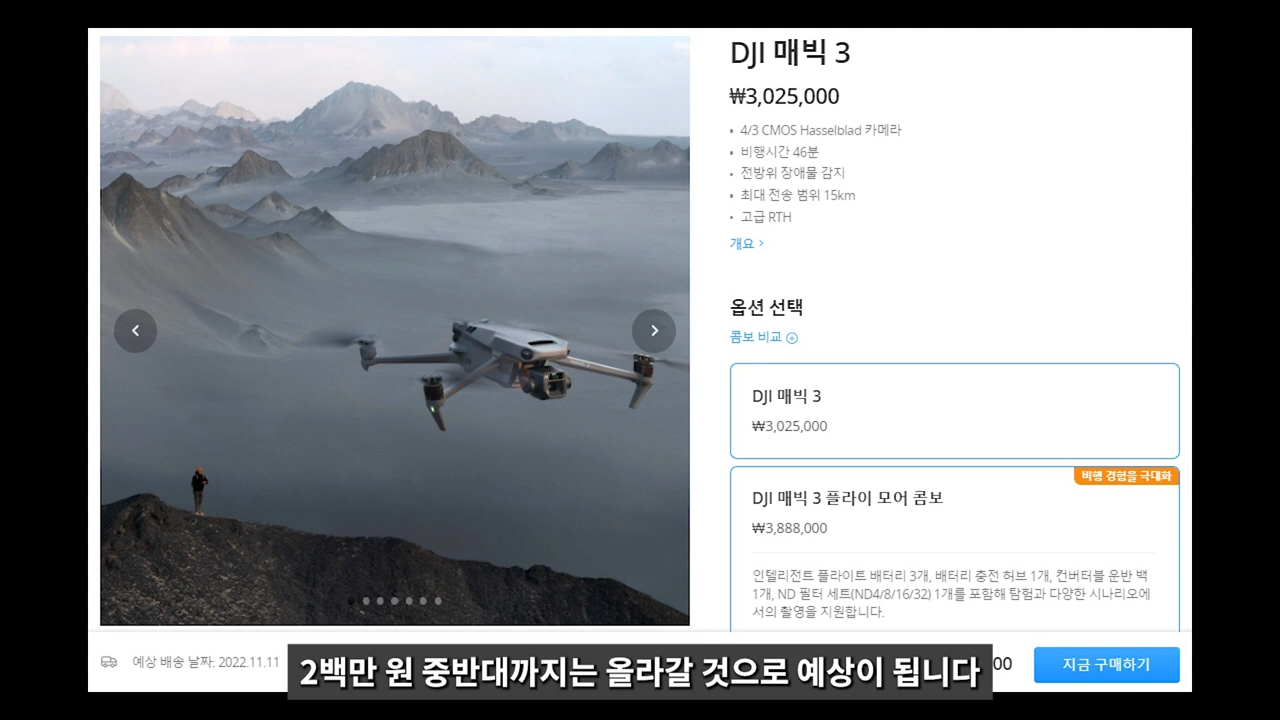 DJI 매빅 3
₩3,025,000
• 4/3 CMOS Hasselblad 카메라
• 비행시간 46분
• 전방위 장애물 감지
• 최대 전송 범위 15km
• 고급 RTH
개요 >
옵션 선택
콤보 비교
DJI 매빅 3
₩3,025,000
비행 경험을 극대화
DJI 매빅 3 플라이 모어 콤보
₩3,888,000
인텔리전트 플라이트 배터리 3개, 배터리 충전 허브 1개, 컨버터블 운반 백
1개, ND 필터 세트(ND4/8/16/32) 1개를 포함해 탐험과 다양한 시나리오에
서의 촬영을 지원합니다.
예상 배송 날짜: 2022.11.11
00
지금 구매하기
2백만 원 중반대까지는 올라갈 것으로 예상이 됩니다